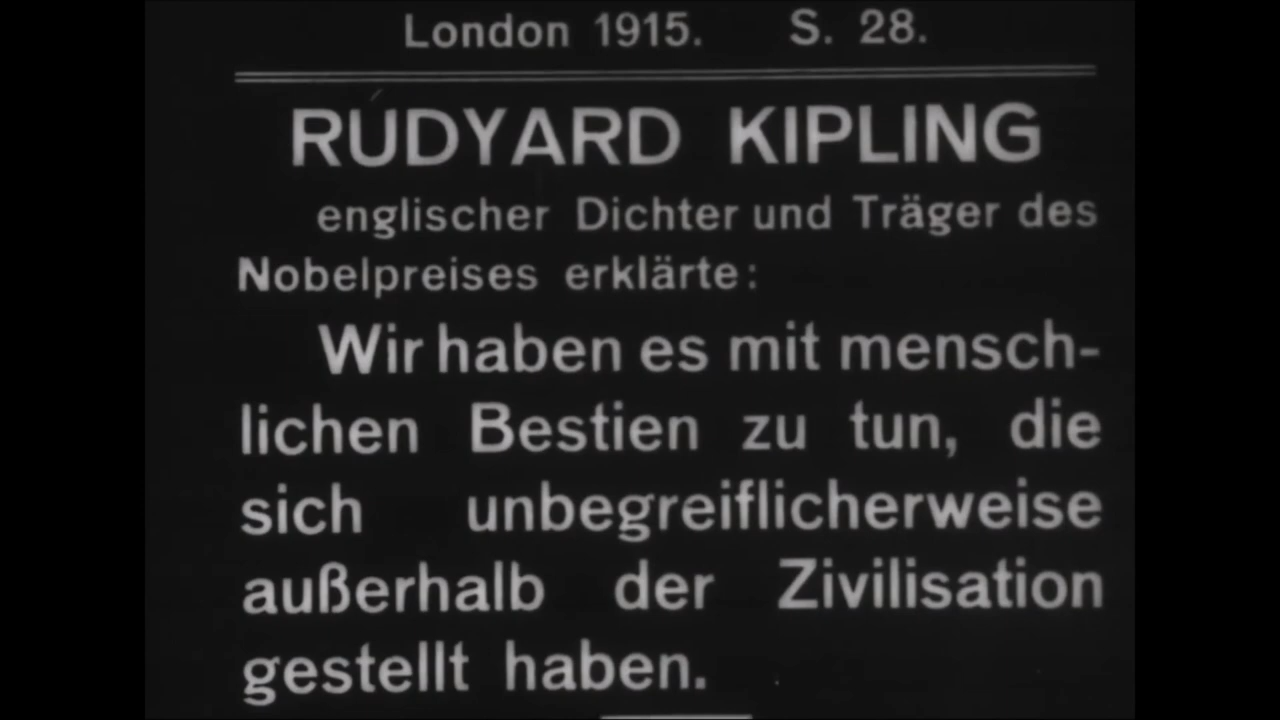 London 1915. S. 28.
RUDYARD KIPLING
englischer Dichter und Träger des
Nobelpreises erklärte:
Wir haben es mit mensch-
lichen Bestien zu tun, die
sich unbegreiflicherweise
außerhalb der Zivilisation
gestellt haben.